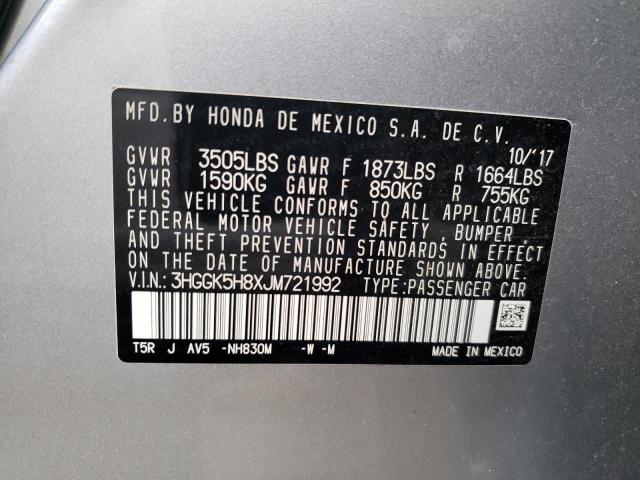 MFD. BY HONDA DE MEXICO S.A. DE C.V.
10/'17
GVWR 3505LBS GAWR F 1873LBS R 1664LBS
GVWR 1590KG GAWR F 850KG R 755KG
THIS VEHICLE CONFORMS TO ALL APPLICABLE
FEDERAL MOTOR VEHICLE SAFETY, BUMPER,
AND THEFT PREVENTION STANDARDS IN EFFECT
ON THE DATE OF MANUFACTURE SHOWN ABOVE.
V.I.N.: 3HGGK5H8XJM721992 TYPE: PASSENGER CAR
T5R J AV5 -NH830M -W -M MADE IN MEXICO